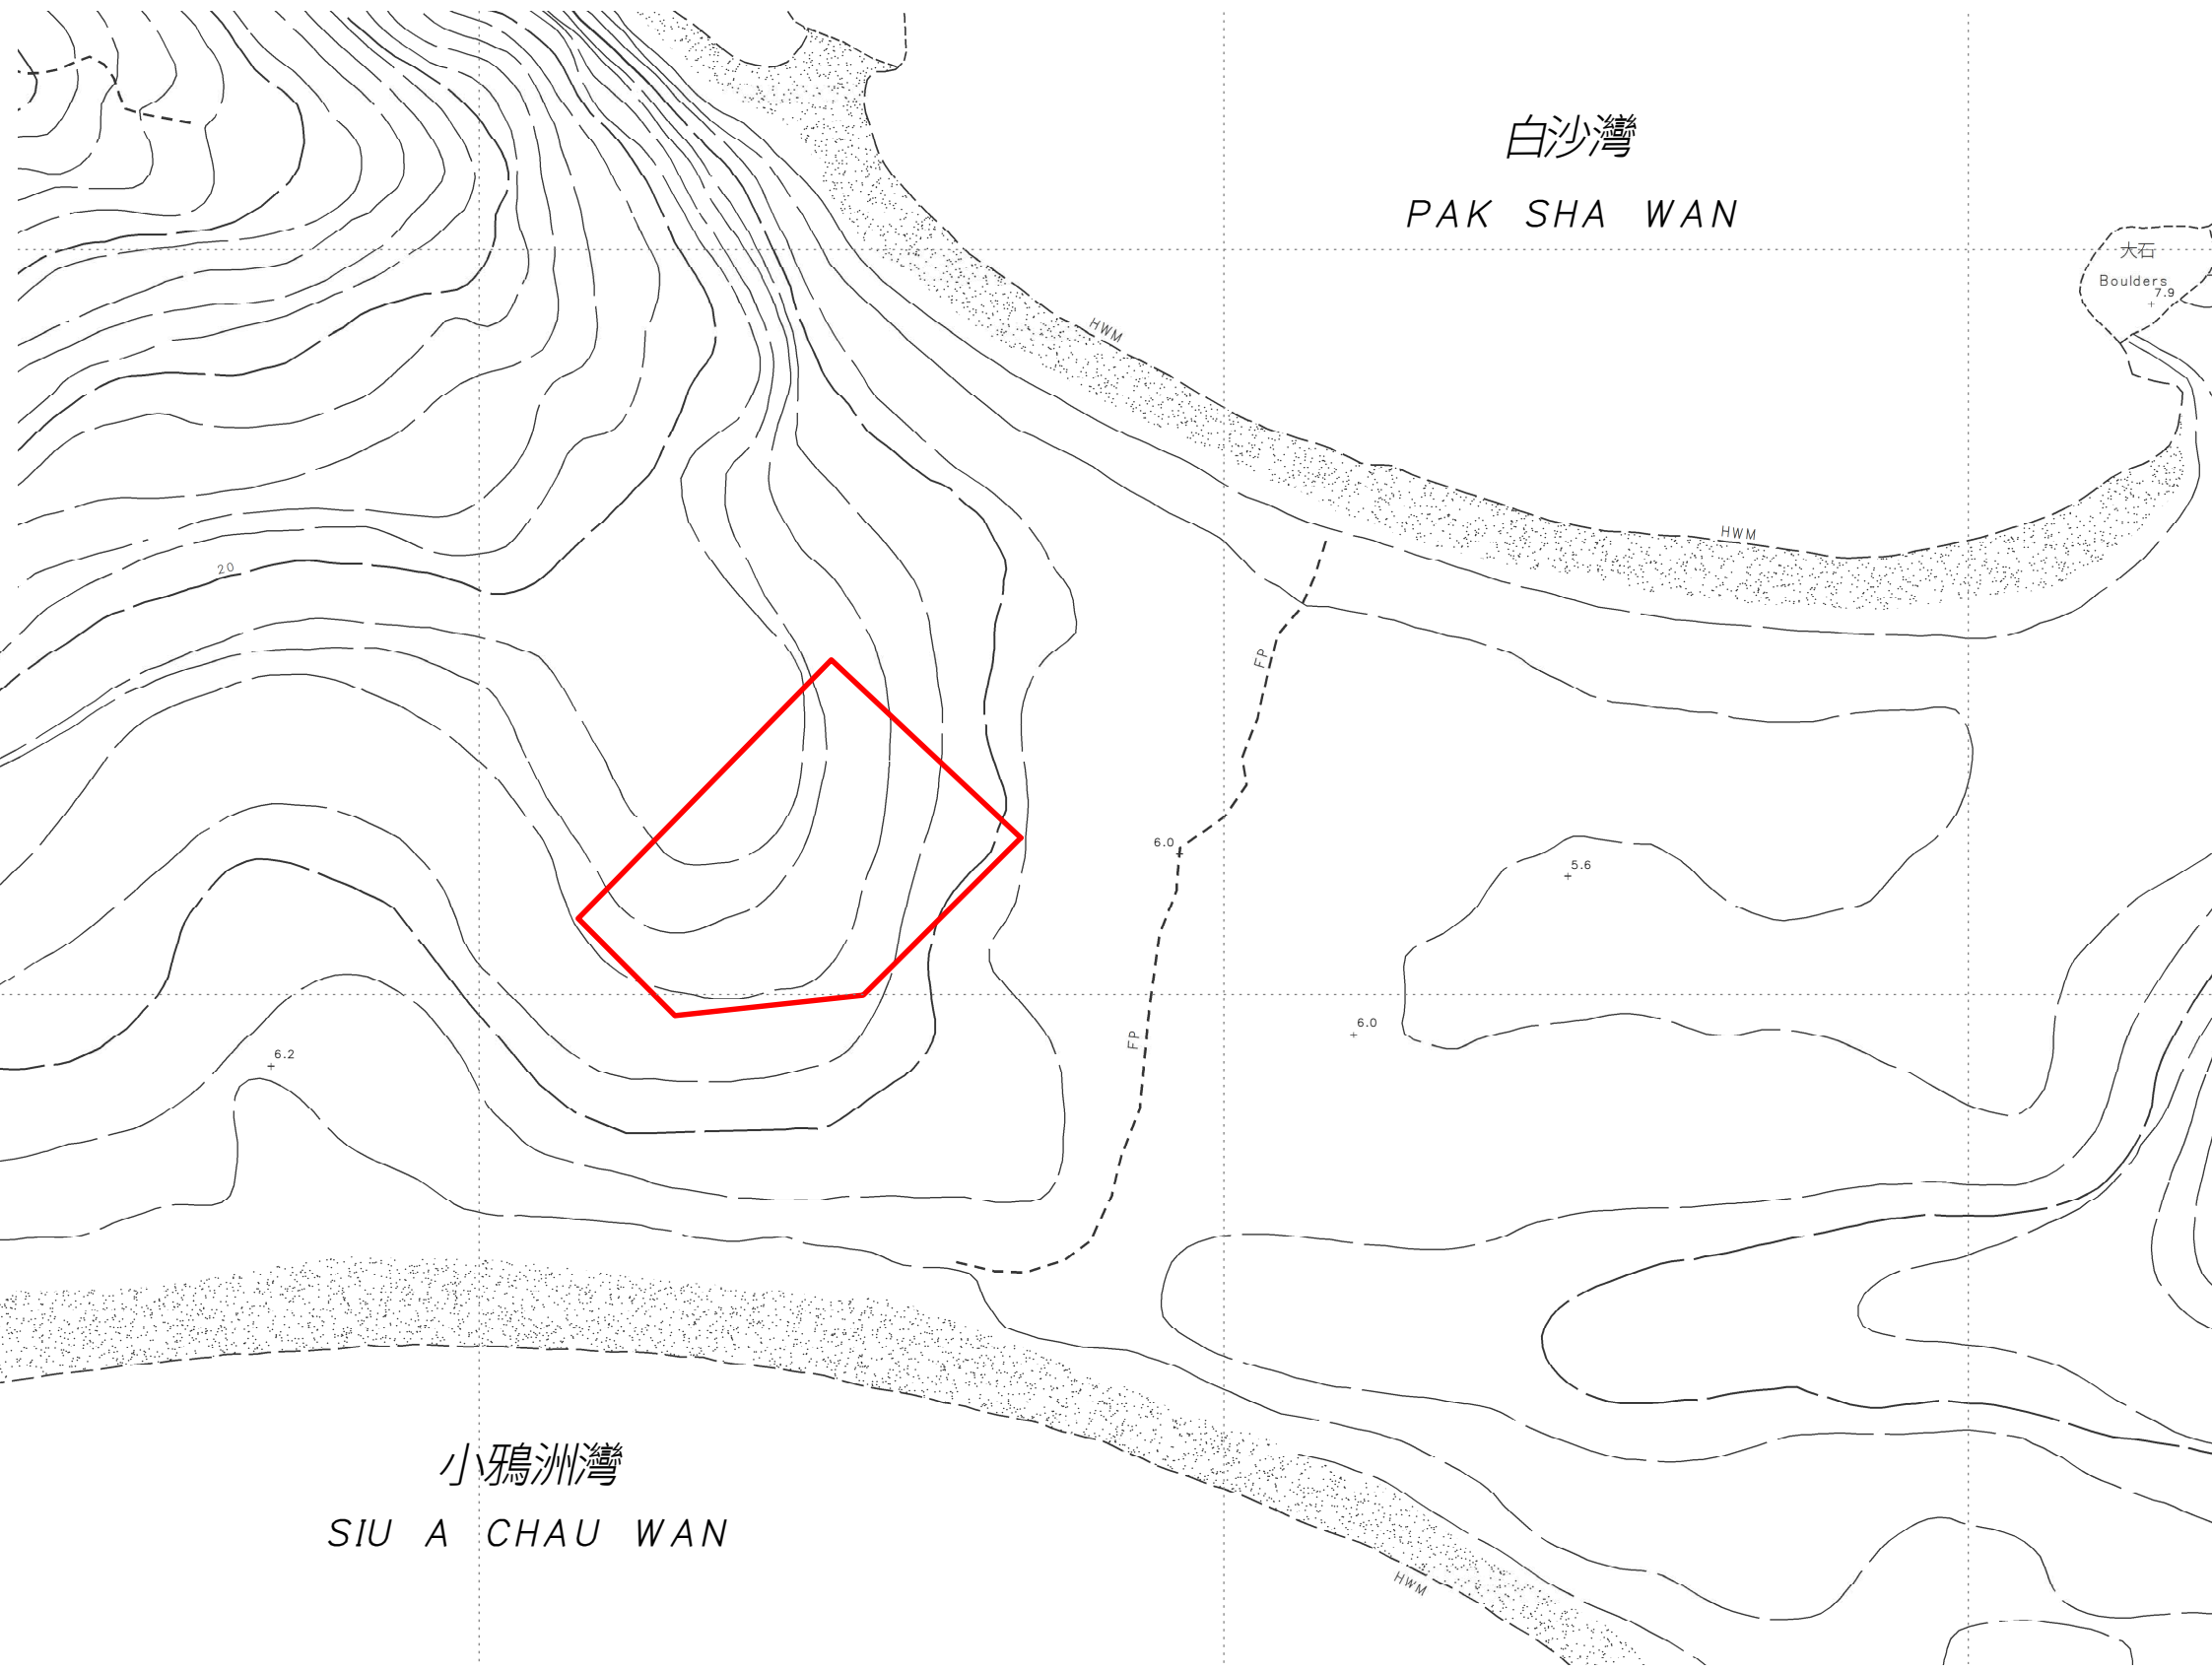 白沙灣
PAK SHA WAN
大石
Boulders
7.9
HWM
HWM
20
FP
6.0
5.6
6.0
FP
6.2
小鴉洲灣
SIU A CHAU WAN
HWM